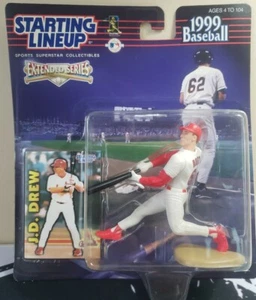 AGES 4 TO 104
STARTING
LINEUP
1999
Baseball
SPORTS SUPERSTAR COLLECTIBLES
EXTENDED SERIES
62
J.D. DREW